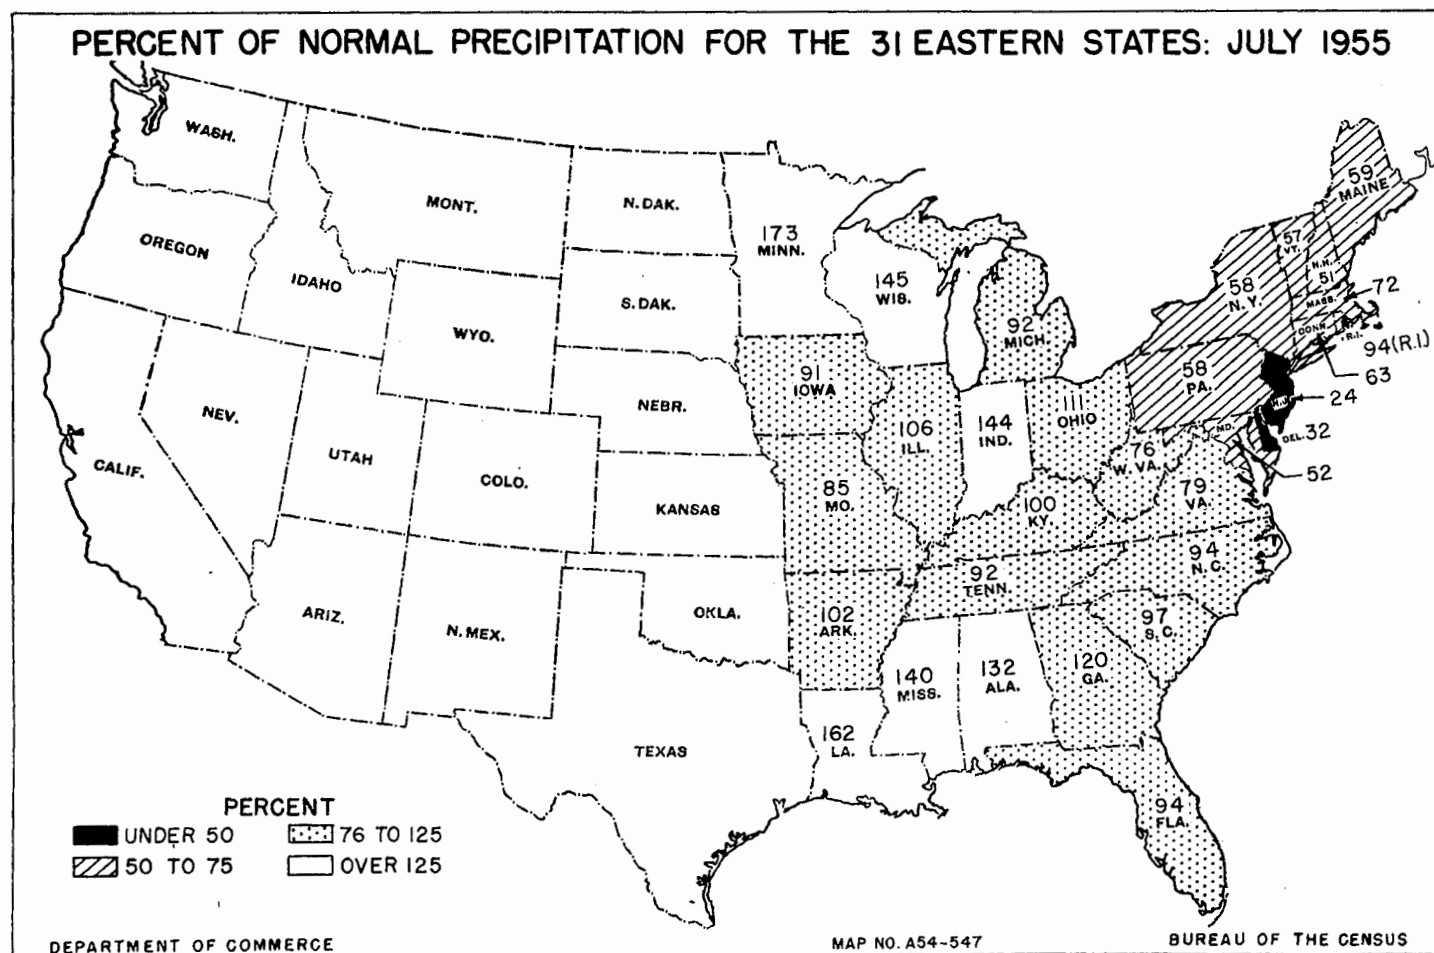 PERCENT OF NORMAL PRECIPITATION FOR THE 31 EASTERN STATES: JULY 1955
WASH.
OREGON
CALIF.
IDAHO
NEV.
MONT.
WYO.
UTAH
COLO.
ARIZ.
N. MEX.
N. DAK.
S. DAK.
NEBR.
KANSAS
OKLA.
TEXAS
173
MINN.
145
WIS.
92
MICH.
91
IOWA
106
ILL.
144
IND.
111
OHIO
85
MO.
100
KY.
76
W. VA.
79
VA.
102
ARK.
92
TENN.
94
N.C.
97
S.C.
162
LA.
140
MISS.
132
ALA.
120
GA.
94
FLA.
59
MAINE
57
VT.
N.H.
51
58
N.Y.
MASS.
72
CONN.
R.I.
94(R.I)
63
58
PA.
N.J.
24
MD.
DEL. 32
52
PERCENT
UNDER 50
76 TO 125
50 TO 75
OVER 125
DEPARTMENT OF COMMERCE
MAP NO. A54-547
BUREAU OF THE CENSUS